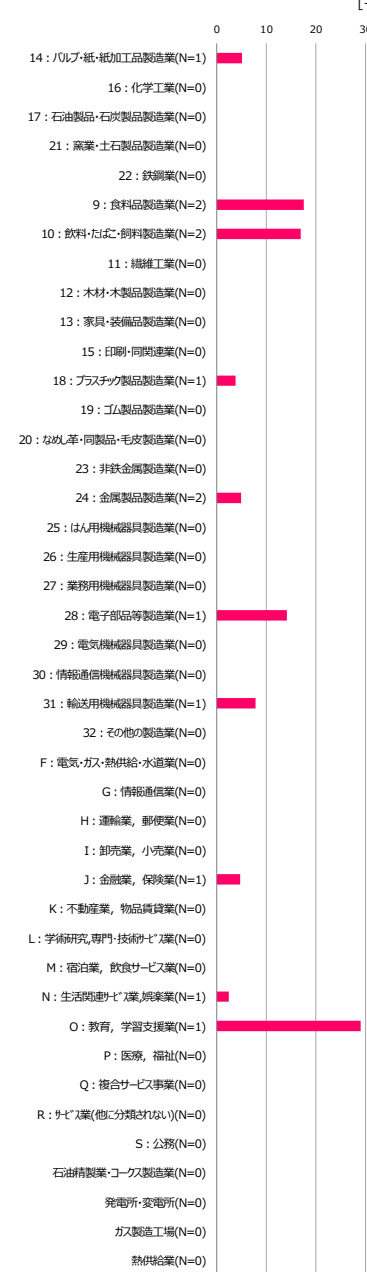 0 10 20
14：パルプ・紙・紙加工品製造業(N=1)
16：化学工業(N=0)
17：石油製品・石炭製品製造業(N=0)
21：窯業・土石製品製造業(N=0)
22：鉄鋼業(N=0)
9：食料品製造業(N=2)
10：飲料・たばこ・飼料製造業(N=2)
11：繊維工業(N=0)
12：木材・木製品製造業(N=0)
13：家具・装備品製造業(N=0)
15：印刷・同関連業(N=0)
18：プラスチック製品製造業(N=1)
19：ゴム製品製造業(N=0)
20：なめし革・同製品・毛皮製造業(N=0)
23：非鉄金属製造業(N=0)
24：金属製品製造業(N=2)
25：はん用機械器具製造業(N=0)
26：生産用機械器具製造業(N=0)
27：業務用機械器具製造業(N=0)
28：電子部品等製造業(N=1)
29：電気機械器具製造業(N=0)
30：情報通信機械器具製造業(N=0)
31：輸送用機械器具製造業(N=1)
32：その他の製造業(N=0)
F：電気・ガス・熱供給・水道業(N=0)
G：情報通信業(N=0)
H：運輸業，郵便業(N=0)
I：卸売業，小売業(N=0)
J：金融業，保険業(N=1)
K：不動産業，物品賃貸業(N=0)
L：学術研究,専門・技術サービス業(N=0)
M：宿泊業，飲食サービス業(N=0)
N：生活関連サービス業,娯楽業(N=1)
O：教育，学習支援業(N=1)
P：医療，福祉(N=0)
Q：複合サービス事業(N=0)
R：サービス業(他に分類されない)(N=0)
S：公務(N=0)
石油精製業・コークス製造業(N=0)
発電所・変電所(N=0)
ガス製造工場(N=0)
熱供給業(N=0)